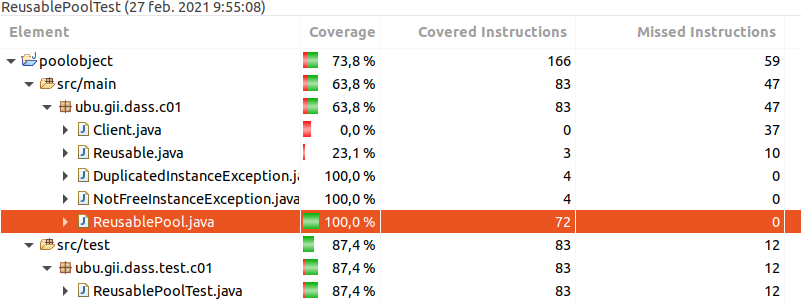 ReusablePoolTest (27 feb. 2021 9:55:08)
Element Coverage Covered Instructions Missed Instructions
poolobject 73,8 % 166 59
src/main 63,8 % 83 47
ubu.gii.dass.c01 63,8 % 83 47
Client.java 0,0 % 0 37
Reusable.java 23,1 % 3 10
DuplicatedInstanceException.ja 100,0 % 4 0
NotFreeInstanceException.java 100,0 % 4 0
ReusablePool.java 100,0 % 72 0
src/test 87,4 % 83 12
ubu.gii.dass.test.c01 87,4 % 83 12
ReusablePoolTest.java 87,4 % 83 12